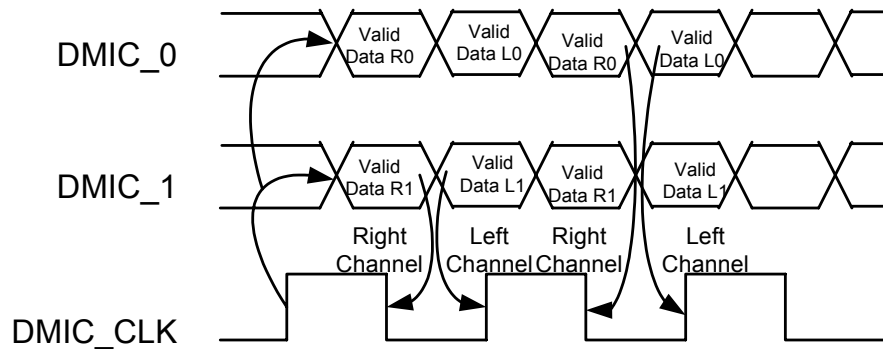 DMIC_0
Valid
Data R0
Valid
Data L0
Valid
Data R0
Valid
Data L0
DMIC_1
Valid
Data R1
Valid
Data L1
Valid
Data R1
Valid
Data L1
Right
Channel
Left
Channel
Right
Channel
Left
Channel
DMIC_CLK